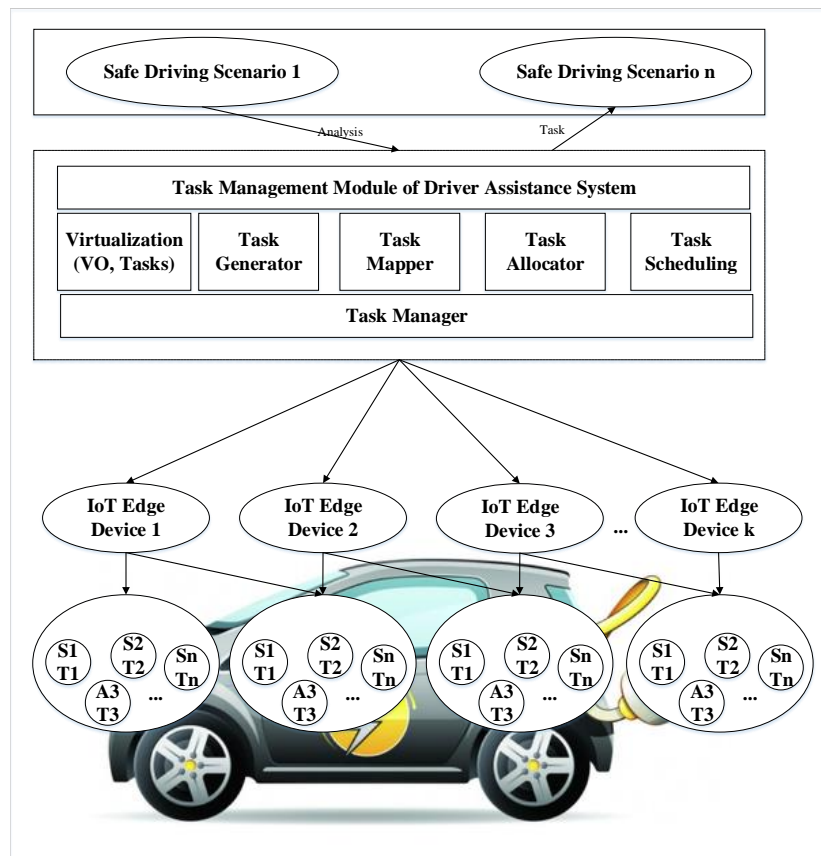 Safe Driving Scenario 1
Safe Driving Scenario n
Analysis
Task
Task Management Module of Driver Assistance System
Virtualization
(VO, Tasks)
Task
Generator
Task
Mapper
Task
Allocator
Task
Scheduling
Task Manager
IoT Edge
Device 1
IoT Edge
Device 2
IoT Edge
Device 3
...
IoT Edge
Device k
S1
T1
S2
T2
Sn
Tn
A3
T3
...
S1
T1
S2
T2
Sn
Tn
A3
T3
...
S1
T1
S2
T2
Sn
Tn
A3
T3
...
S1
T1
S2
T2
Sn
Tn
A3
T3
...